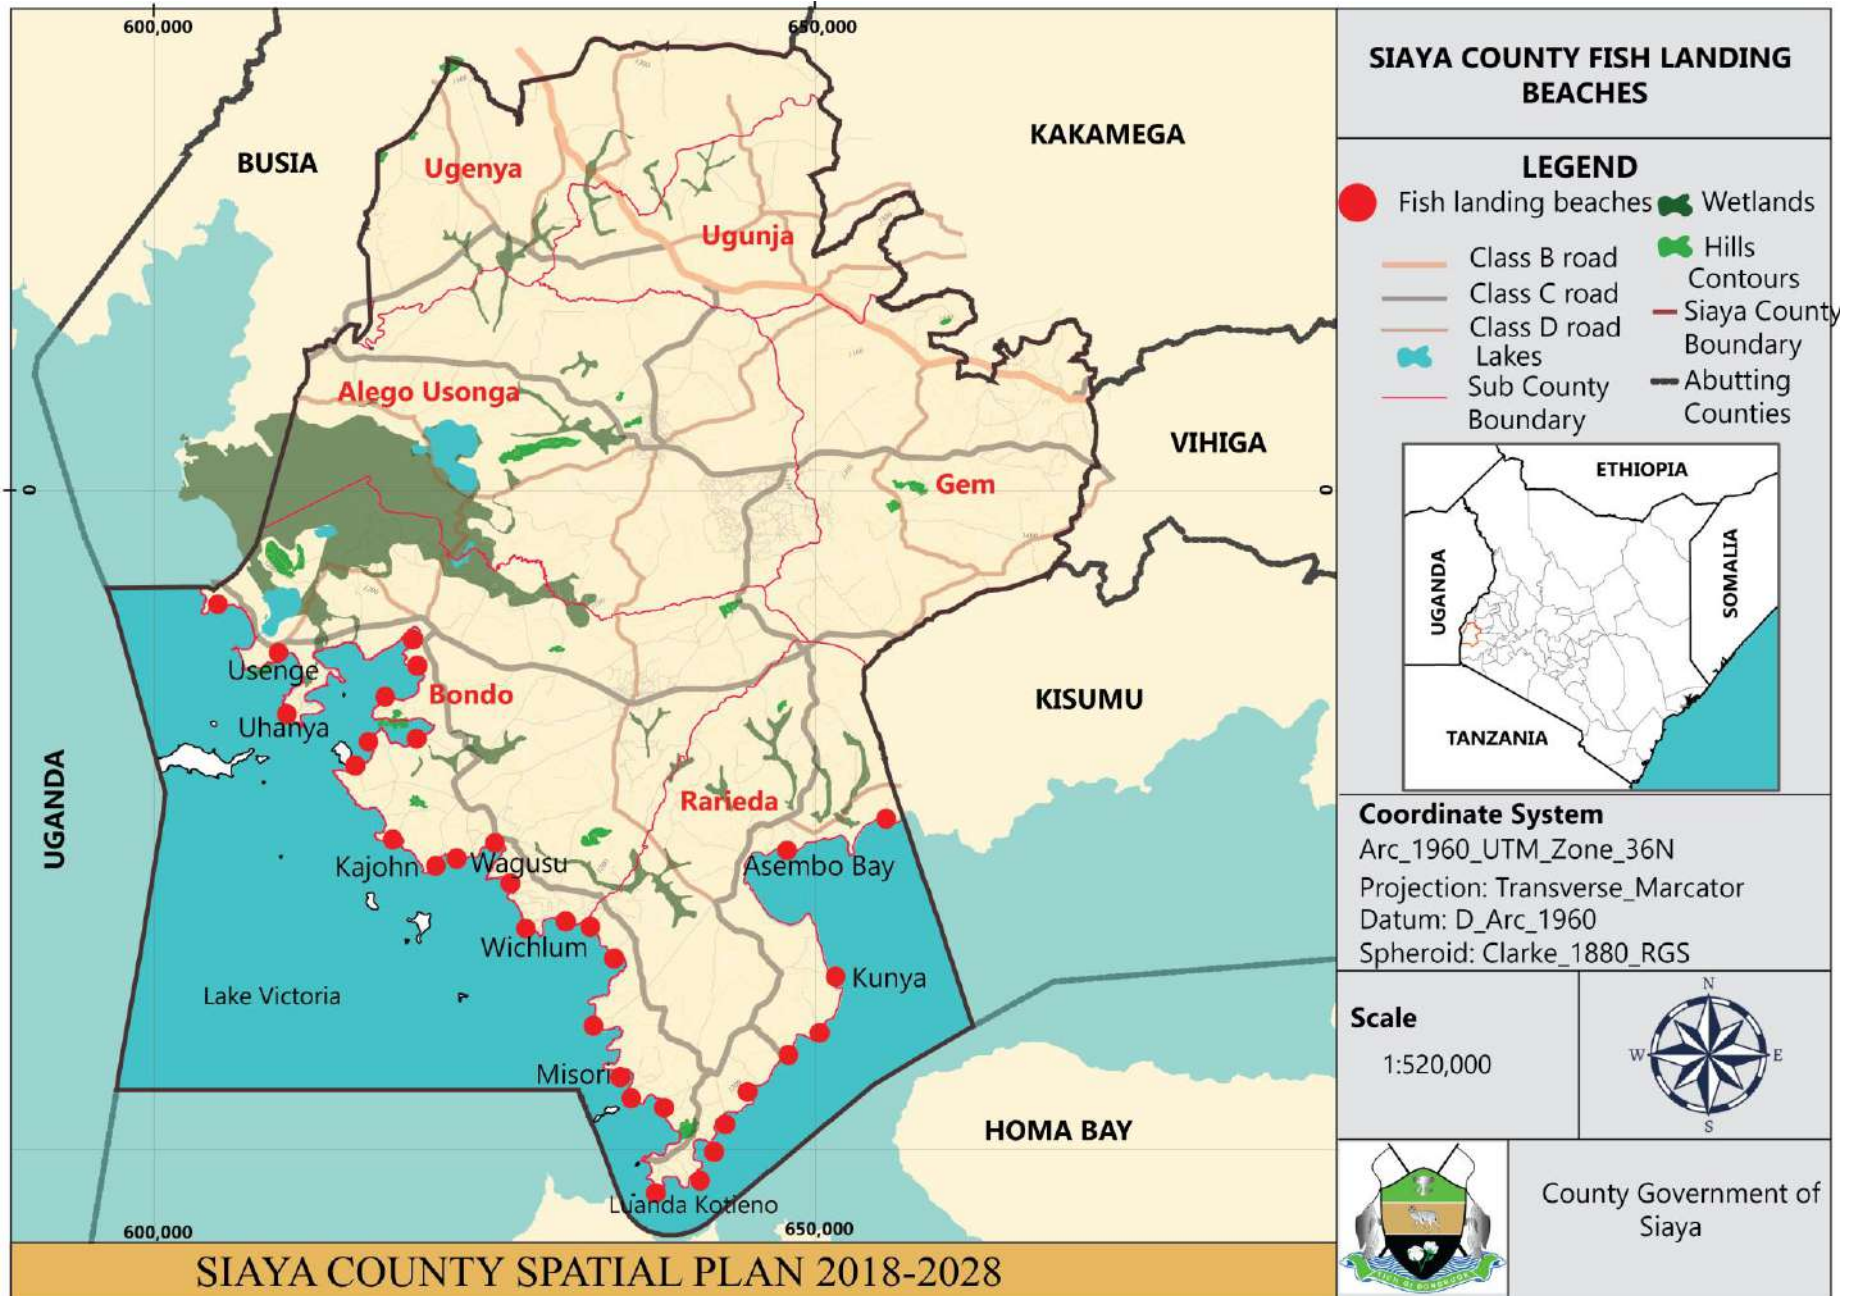 600,000
650,000
BUSIA
KAKAMEGA
Ugenya
Ugunja
Alego Usonga
VIHIGA
0
Gem
0
Usenge
Bondo
KISUMU
Uhanya
UGANDA
Rarieda
Kajohn
Wagusu
Asembo Bay
Wichlum
Kunya
Lake Victoria
Misori
HOMA BAY
Luanda Kotieno
600,000
650,000
SIAYA COUNTY SPATIAL PLAN 2018-2028
SIAYA COUNTY FISH LANDING
BEACHES
LEGEND
Fish landing beaches
Class B road
Class C road
Class D road
Lakes
Sub County
Boundary
Wetlands
Hills
Contours
Siaya County
Boundary
Abutting
Counties
ETHIOPIA
UGANDA
SOMALIA
TANZANIA
Coordinate System
Arc_1960_UTM_Zone_36N
Projection: Transverse_Marcator
Datum: D_Arc_1960
Spheroid: Clarke_1880_RGS
Scale
1:520,000
N
W
E
S
County Government of
Siaya